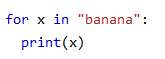 for x in "banana":
  print(x)